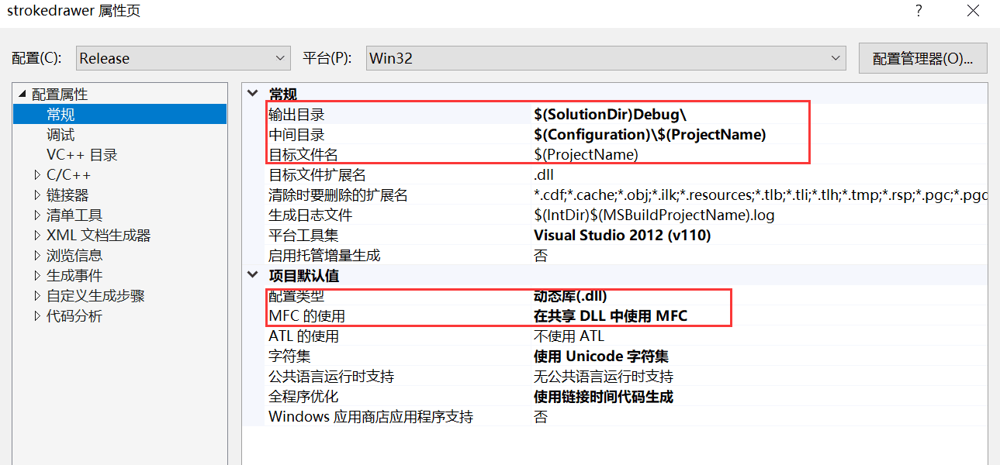 strokedrawer 属性页 ?
配置(C): Release 平台(P): Win32 配置管理器(O)...
配置属性
常规
调试
VC++ 目录
C/C++
链接器
清单工具
XML 文档生成器
浏览信息
生成事件
自定义生成步骤
代码分析
常规
输出目录 $(SolutionDir)Debug\
中间目录 $(Configuration)\$(ProjectName)
目标文件名 $(ProjectName)
目标文件扩展名 .dll
清除时要删除的扩展名 *.cdf;*.cache;*.obj;*.ilk;*.resources;*.tlb;*.tli;*.tlh;*.tmp;*.rsp;*.pgc;*.pgd
生成日志文件 $(IntDir)$(MSBuildProjectName).log
平台工具集 Visual Studio 2012 (v110)
启用托管增量生成 否
项目默认值
配置类型 动态库(.dll)
MFC 的使用 在共享 DLL 中使用 MFC
ATL 的使用 不使用 ATL
字符集 使用 Unicode 字符集
公共语言运行时支持 无公共语言运行时支持
全程序优化 使用链接时间代码生成
Windows 应用商店应用程序支持 否